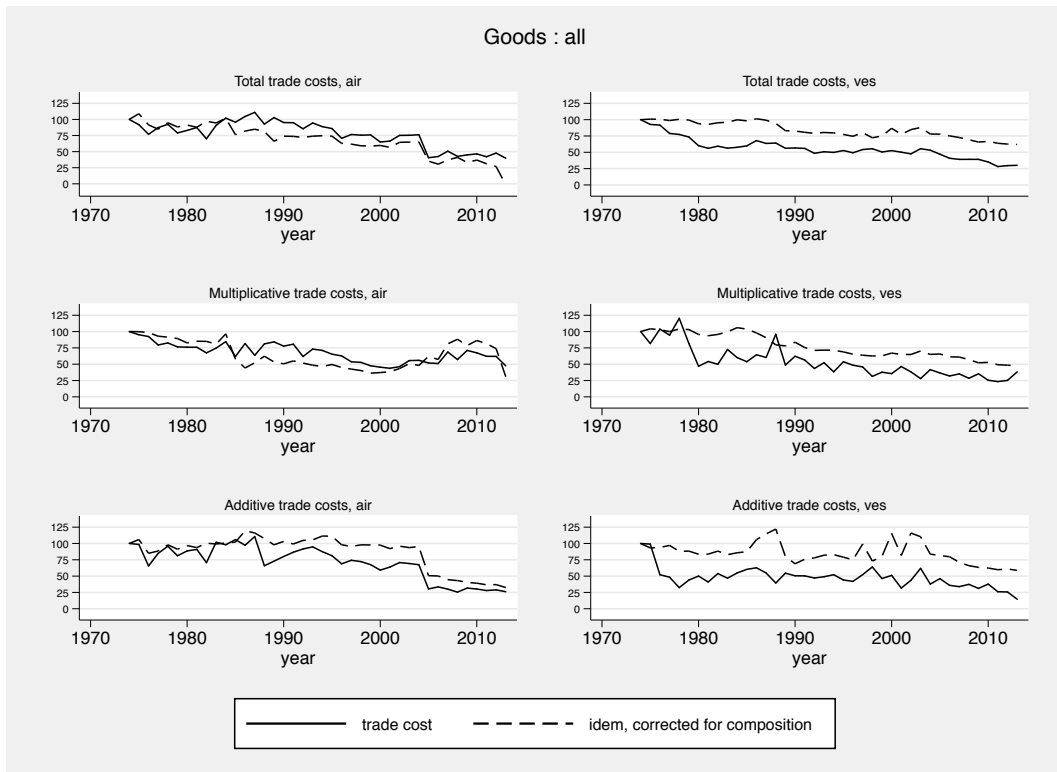 Goods : all
Total trade costs, air
125
100
75
50
25
0
1970 1980 1990 2000 2010
year
Total trade costs, ves
125
100
75
50
25
0
1970 1980 1990 2000 2010
year
Multiplicative trade costs, air
125
100
75
50
25
0
1970 1980 1990 2000 2010
year
Multiplicative trade costs, ves
125
100
75
50
25
0
1970 1980 1990 2000 2010
year
Additive trade costs, air
125
100
75
50
25
0
1970 1980 1990 2000 2010
year
Additive trade costs, ves
125
100
75
50
25
0
1970 1980 1990 2000 2010
year
trade cost idem, corrected for composition